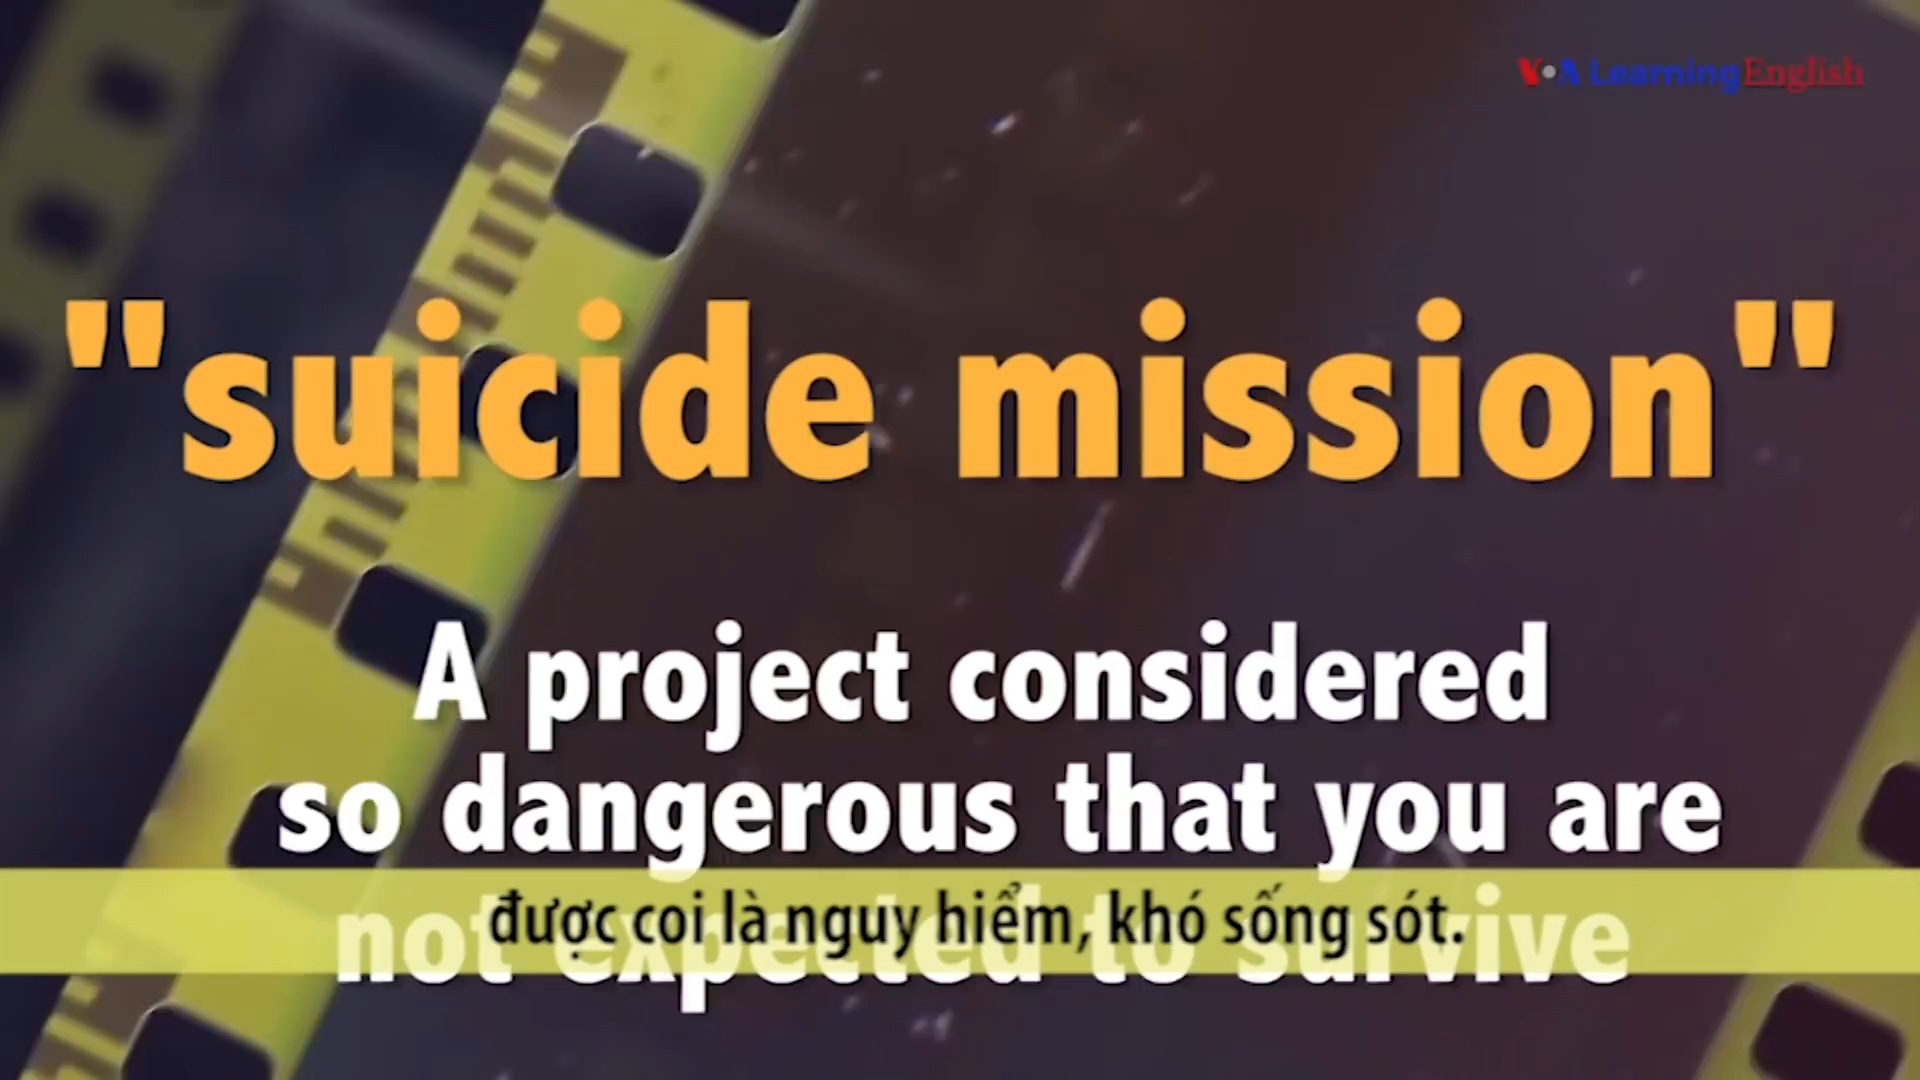 VOA Learning English
"suicide mission"
A project considered
so dangerous that you are
not expected to survive
được coi là nguy hiểm, khó sống sót.